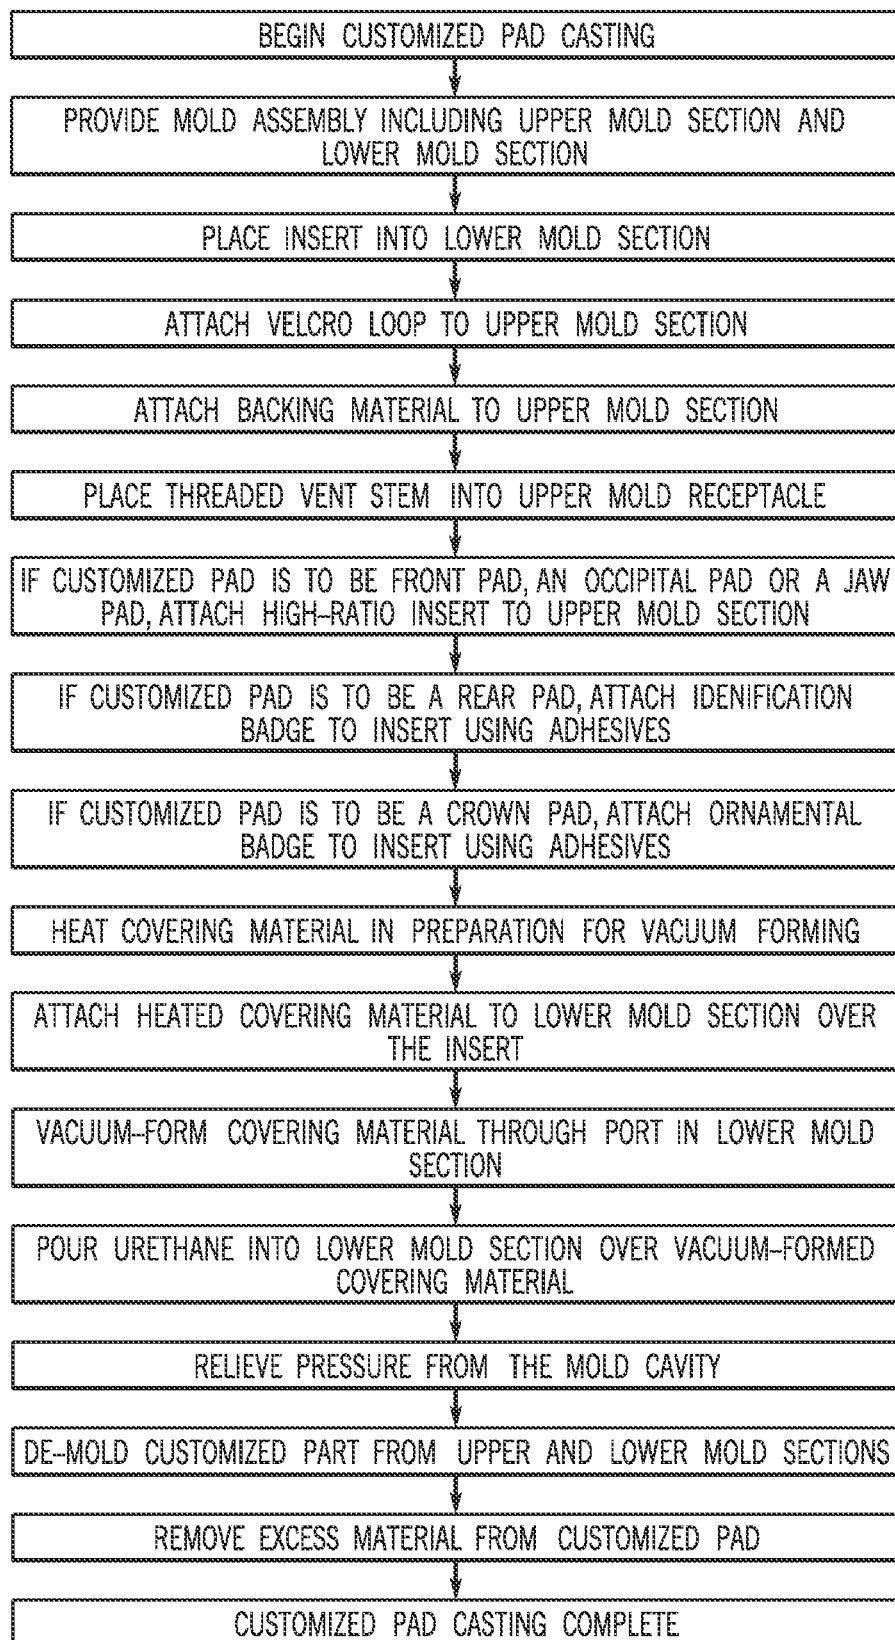 BEGIN CUSTOMIZED PAD CASTING
PROVIDE MOLD ASSEMBLY INCLUDING UPPER MOLD SECTION AND
LOWER MOLD SECTION
PLACE INSERT INTO LOWER MOLD SECTION
ATTACH VELCRO LOOP TO UPPER MOLD SECTION
ATTACH BACKING MATERIAL TO UPPER MOLD SECTION
PLACE THREADED VENT STEM INTO UPPER MOLD RECEPTACLE
IF CUSTOMIZED PAD IS TO BE FRONT PAD, AN OCCIPITAL PAD OR A JAW
PAD, ATTACH HIGH-RATIO INSERT TO UPPER MOLD SECTION
IF CUSTOMIZED PAD IS TO BE A REAR PAD, ATTACH IDENIFICATION
BADGE TO INSERT USING ADHESIVES
IF CUSTOMIZED PAD IS TO BE A CROWN PAD, ATTACH ORNAMENTAL
BADGE TO INSERT USING ADHESIVES
HEAT COVERING MATERIAL IN PREPARATION FOR VACUUM FORMING
ATTACH HEATED COVERING MATERIAL TO LOWER MOLD SECTION OVER
THE INSERT
VACUUM-FORM COVERING MATERIAL THROUGH PORT IN LOWER MOLD
SECTION
POUR URETHANE INTO LOWER MOLD SECTION OVER VACUUM-FORMED
COVERING MATERIAL
RELIEVE PRESSURE FROM THE MOLD CAVITY
DE-MOLD CUSTOMIZED PART FROM UPPER AND LOWER MOLD SECTIONS
REMOVE EXCESS MATERIAL FROM CUSTOMIZED PAD
CUSTOMIZED PAD CASTING COMPLETE